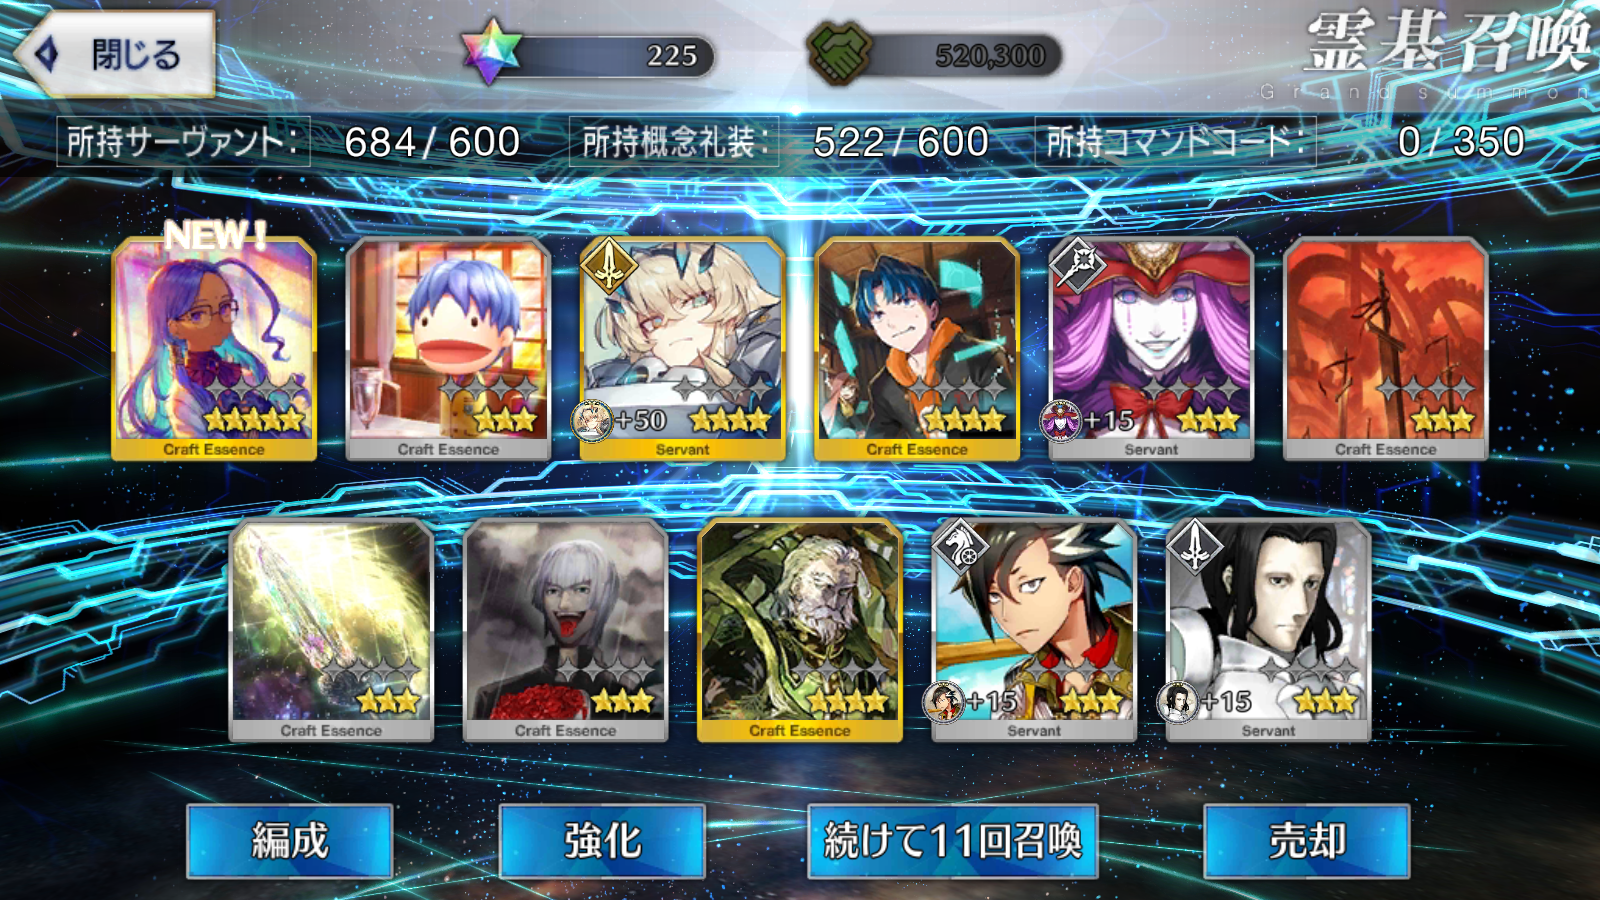 閉じる
225
520,300
霊基召喚
Grand summon
所持サーヴァント: 684/ 600
所持概念礼装: 522/ 600
所持コマンドコード: 0/ 350
NEW!
Craft Essence
Craft Essence
+50
Servant
Craft Essence
+15
Servant
Craft Essence
Craft Essence
Craft Essence
Craft Essence
+15
Servant
+15
Servant
編成
強化
続けて11回召喚
売却